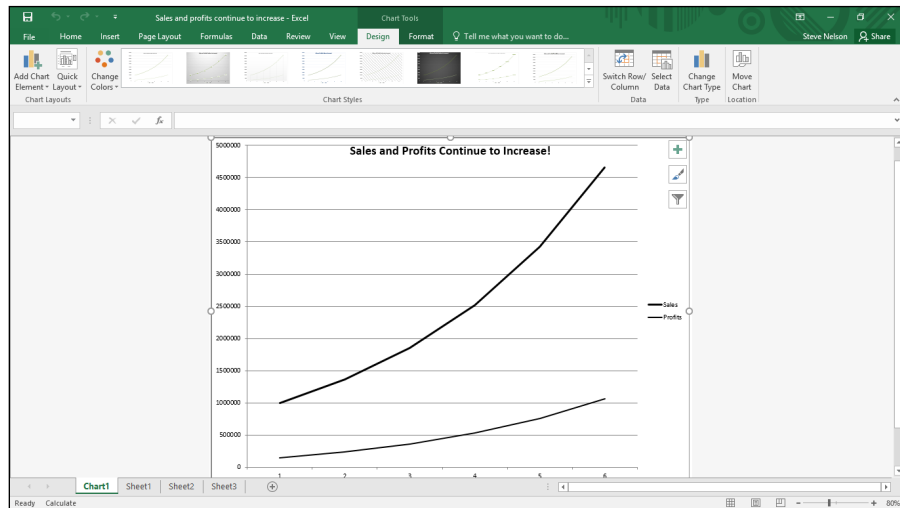 Sales and profits continue to increase - Excel
Chart Tools
File Home Insert Page Layout Formulas Data Review View Design Format Tell me what you want to do... Steve Nelson Share
Add Chart Element Quick Layout Change Colors Switch Row/ Column Select Data Change Chart Type Move Chart
Chart Layouts Chart Styles Data Type Location
fx
Sales and Profits Continue to Increase!
5000000
4500000
4000000
3500000
3000000
2500000
2000000
1500000
1000000
500000
0
Sales
Profits
1 2 3 4 5 6
Chart1 Sheet1 Sheet2 Sheet3
Ready Calculate 80%